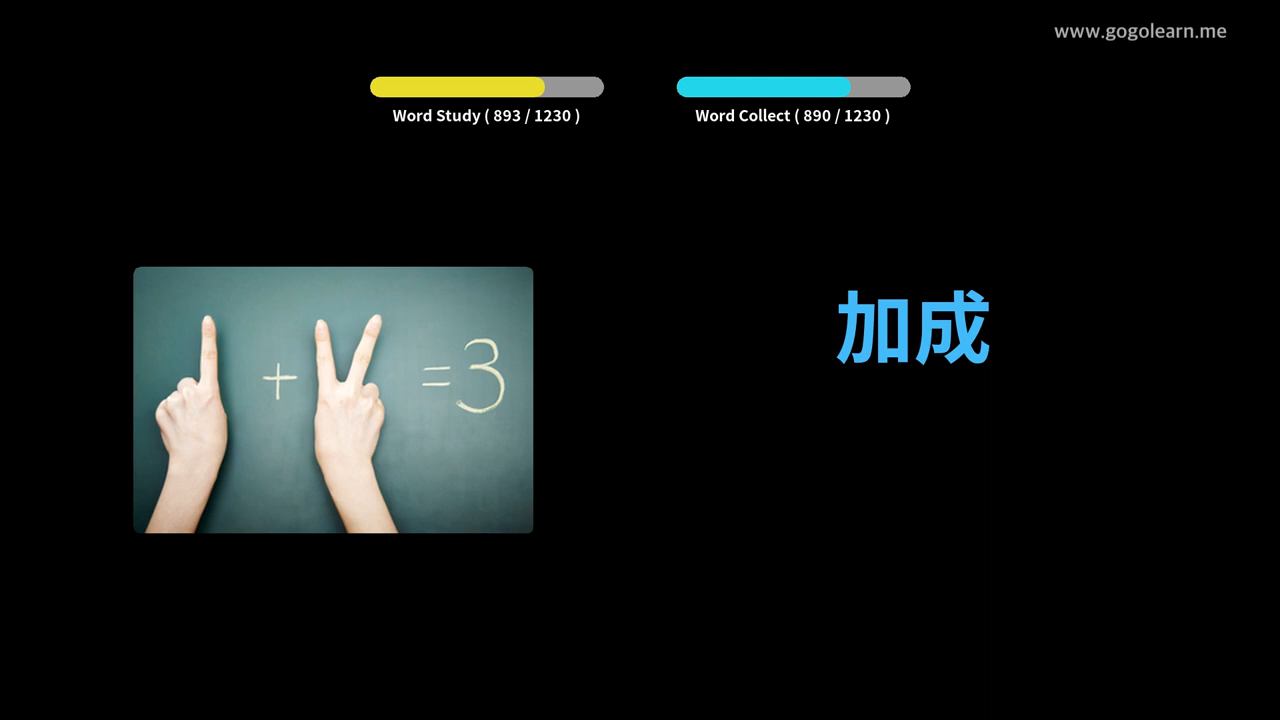 www.gogolearn.me
Word Study ( 893 / 1230 )
Word Collect ( 890 / 1230 )
+ = 3
加成